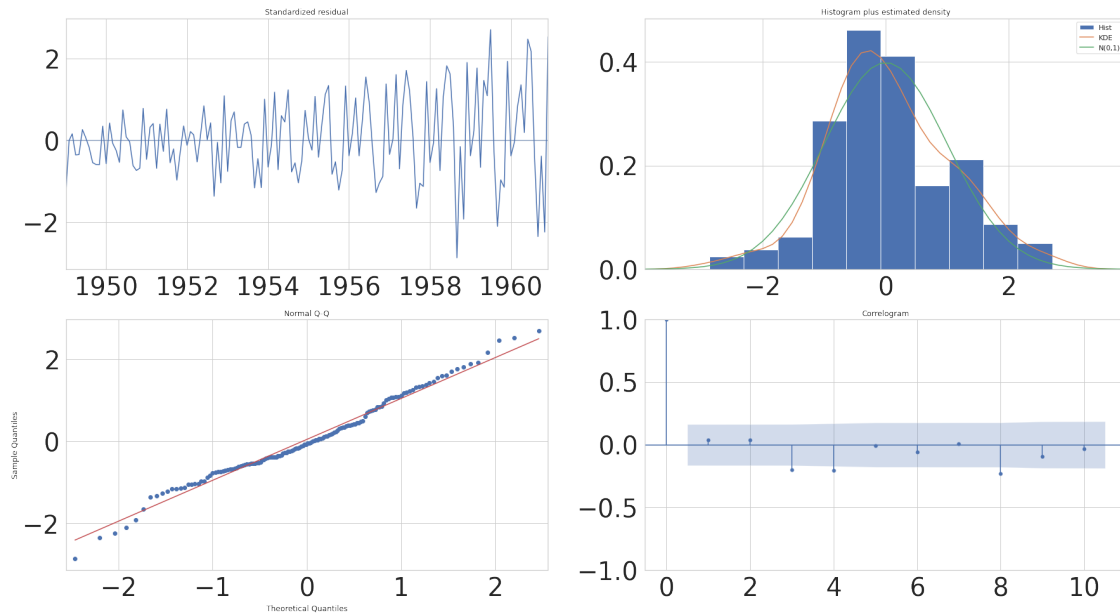 Standardized residual
2
0
−2
1950 1952 1954 1956 1958 1960
Histogram plus estimated density
Hist
KDE
N(0,1)
0.4
0.2
0.0
−2 0 2
Normal Q-Q
Sample Quantiles
2
0
−2
−2 −1 0 1 2
Theoretical Quantiles
Correlogram
1.0
0.5
0.0
−0.5
−1.0
0 2 4 6 8 10